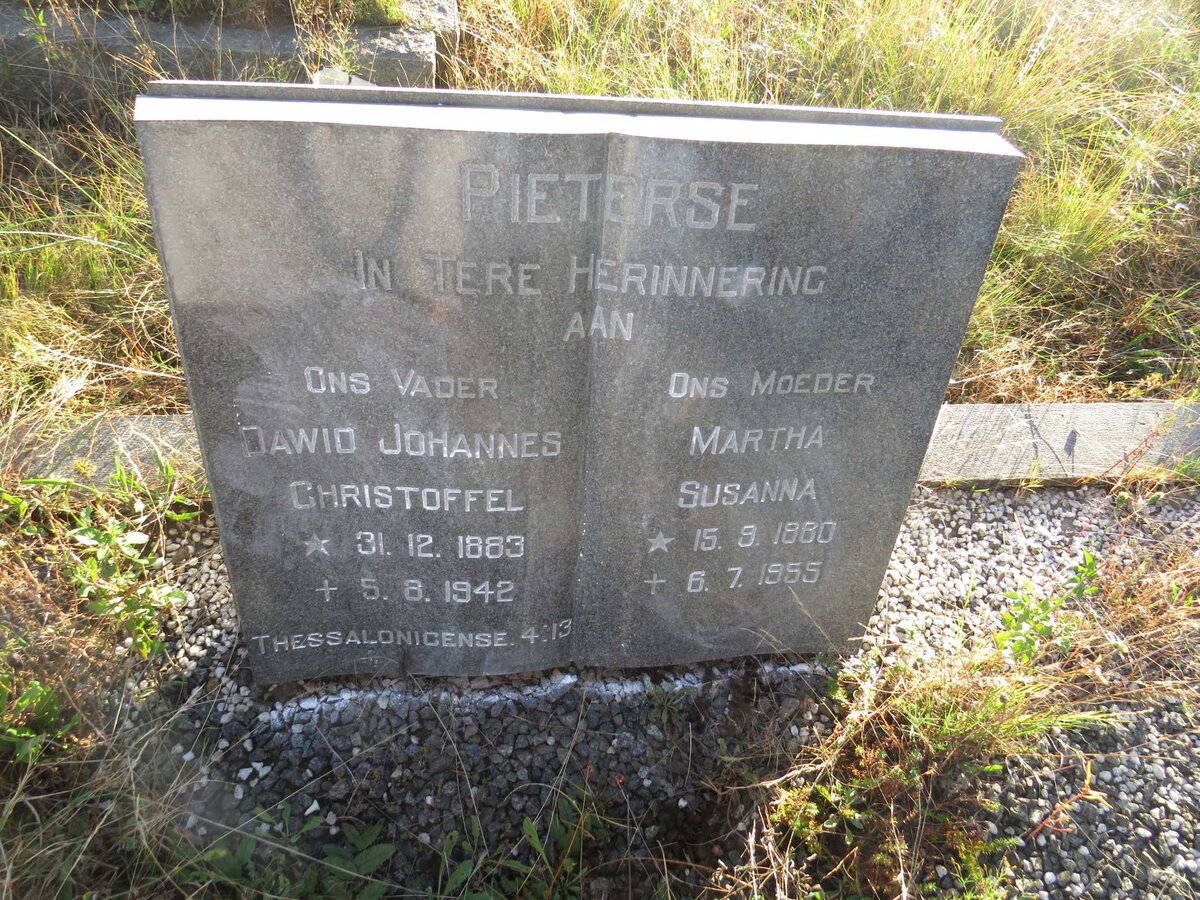 PIETERSE
IN TERE HERINNERING
AAN
ONS VADER
DAWID JOHANNES
CHRISTOFFEL
★ 31. 12. 1883
+ 5. 8. 1942
THESSALONICENSE. 4:13
ONS MOEDER
MARTHA
SUSANNA
★ 15. 9. 1880
+ 6. 7. 1955